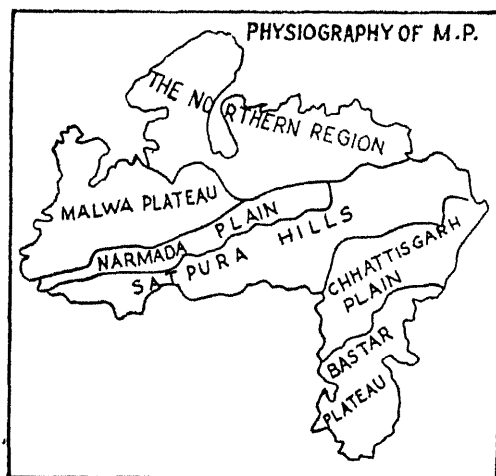 PHYSIOGRAPHY OF M.P.
THE NORTHERN REGION
MALWA PLATEAU
NARMADA PLAIN
SATPURA HILLS
CHHATTISGARH
PLAIN
BASTAR
PLATEAU